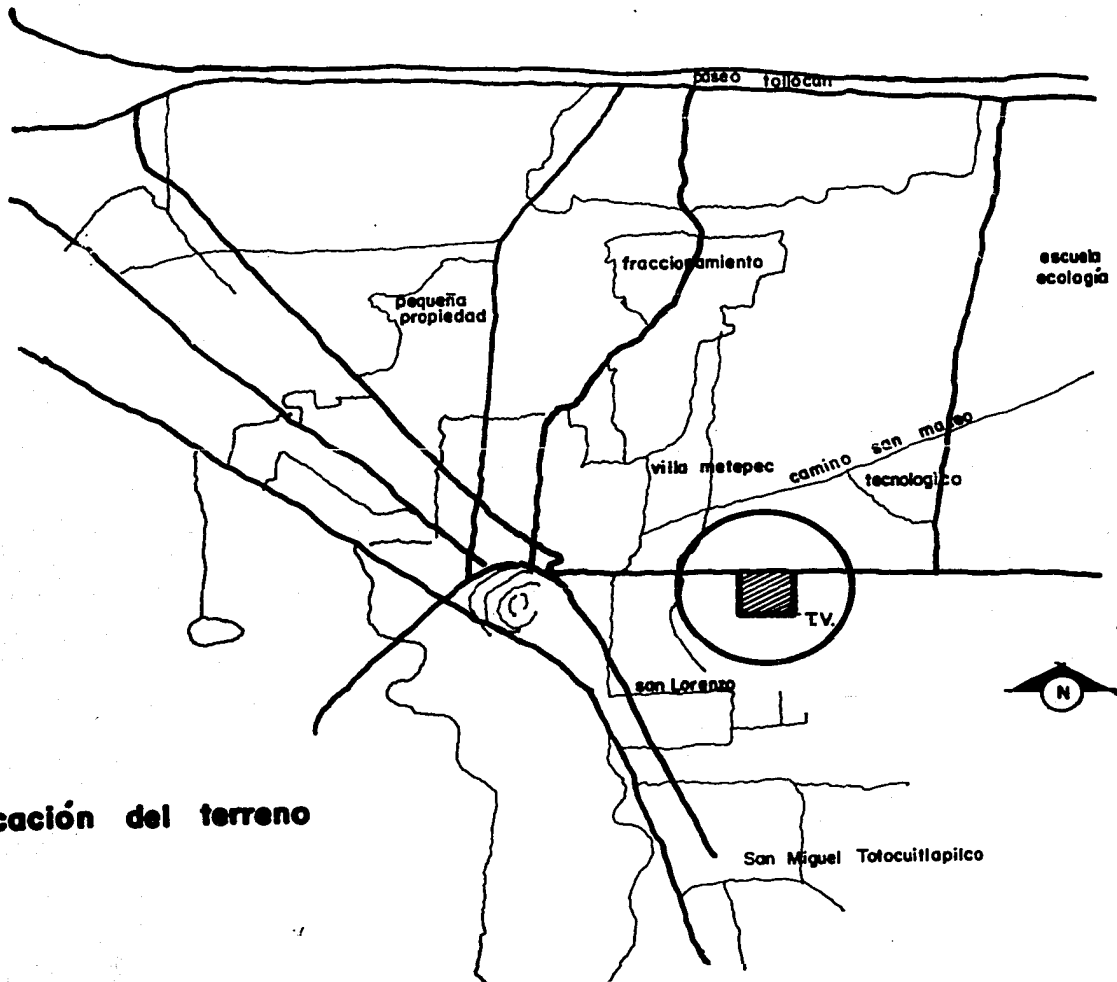 paseo tollocan
fraccionamiento
escuela
ecología
pequeña
propiedad
villa metepec
camino san mateo
tecnologico
T.V.
san Lorenzo
N
cación del terreno
San Miguel Totocuitlapilco